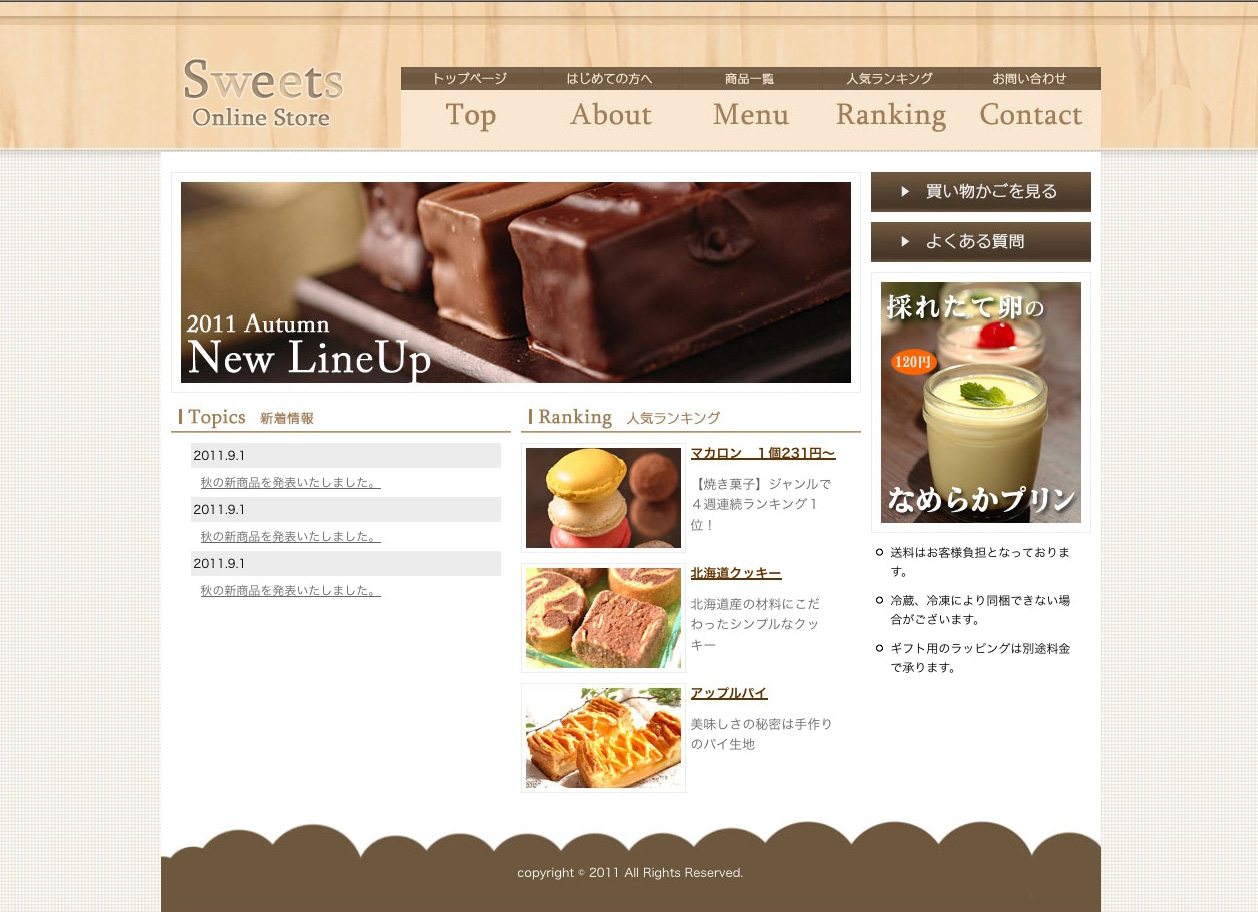 Sweets
Online Store
トップページ
はじめての方へ
商品一覧
人気ランキング
お問い合わせ
Top
About
Menu
Ranking
Contact
2011 Autumn
New LineUp
買い物かごを見る
よくある質問
採れたて卵の
120円
なめらかプリン
Topics 新着情報
2011.9.1
秋の新商品を発表いたしました。
2011.9.1
秋の新商品を発表いたしました。
2011.9.1
秋の新商品を発表いたしました。
Ranking 人気ランキング
マカロン　１個231円〜
【焼き菓子】ジャンルで
４週連続ランキング１
位！
北海道クッキー
北海道産の材料にこだ
わったシンプルなクッ
キー
アップルパイ
美味しさの秘密は手作り
のパイ生地
送料はお客様負担となっておりま
す。
冷蔵、冷凍により同梱できない場
合がございます。
ギフト用のラッピングは別途料金
で承ります。
copyright © 2011 All Rights Reserved.